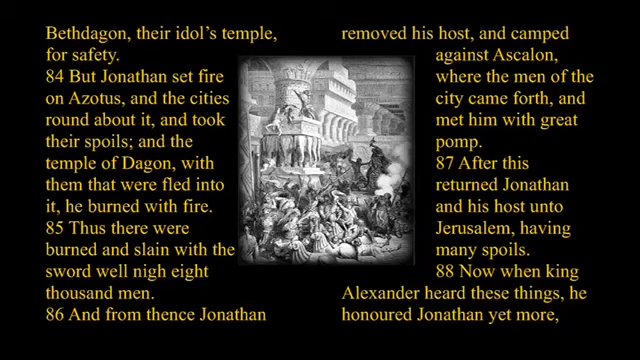 Bethdagon, their idol's temple,
for safety.
84 But Jonathan set fire
on Azotus, and the cities
round about it, and took
their spoils; and the
temple of Dagon, with
them that were fled into
it, he burned with fire.
85 Thus there were
burned and slain with the
sword well nigh eight
thousand men.
86 And from thence Jonathan
removed his host, and camped
against Ascalon,
where the men of the
city came forth, and
met him with great
pomp.
87 After this
returned Jonathan
and his host unto
Jerusalem, having
many spoils.
88 Now when king
Alexander heard these things, he
honoured Jonathan yet more,